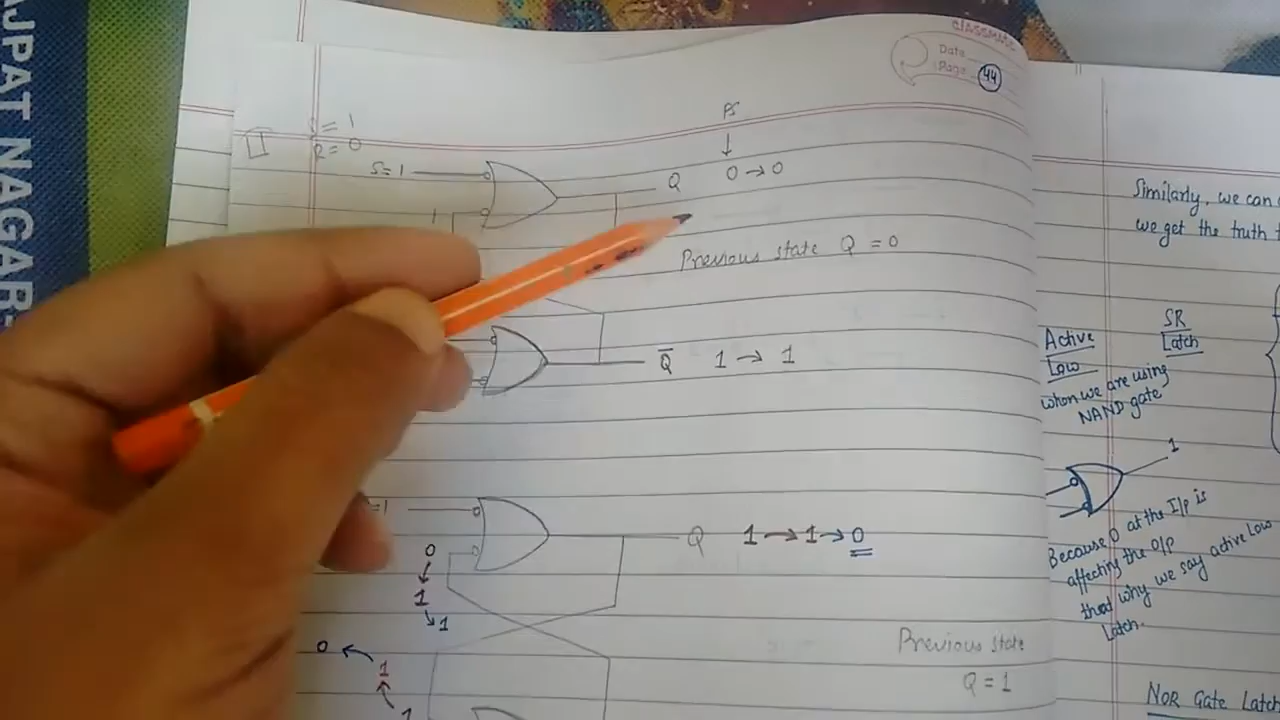 AJPAT NAGAR-
classmate
Date
Page 44
S = 1
R = 0
PS
S=1
Q 0 → 0
1
Previous state Q = 0
Q̅ 1 → 1
=1
Q 1 → 1 → 0
0
1
1
0
1
1
Previous state
Q = 1
Similarly, we can
we get the truth
Active
Low
SR
Latch
when we are using
NAND gate
1
Because 0 at the I/p is
affecting the O/p
that why we say active Low
Latch.
NOR Gate Latch